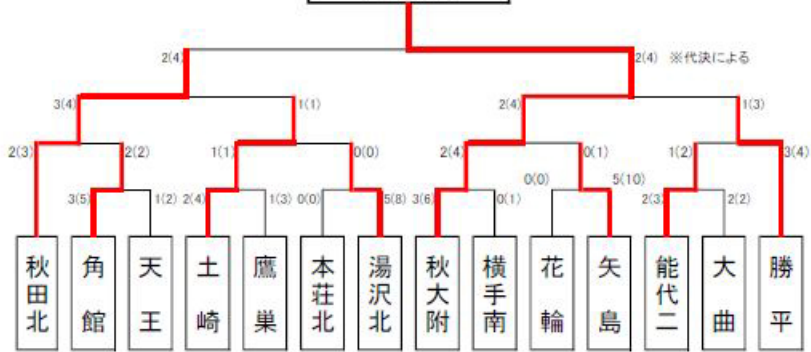 2(4) 2(4) ※代決による
3(4) 1(1) 2(4) 1(3)
2(3) 2(2) 1(1) 0(0) 2(4) 0(1) 1(2) 3(4)
3(5) 1(2) 2(4) 1(3) 0(0) 5(8) 3(6) 0(1) 0(0) 5(10) 2(3) 2(2)
秋田北
角館
天王
土崎
鷹巣
本荘北
湯沢北
秋大附
横手南
花輪
矢島
能代二
大曲
勝平